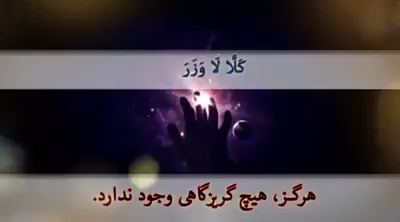 كَلَّا لَا وَزَرَ
هرگز، هیچ گریزگاهی وجود ندارد.